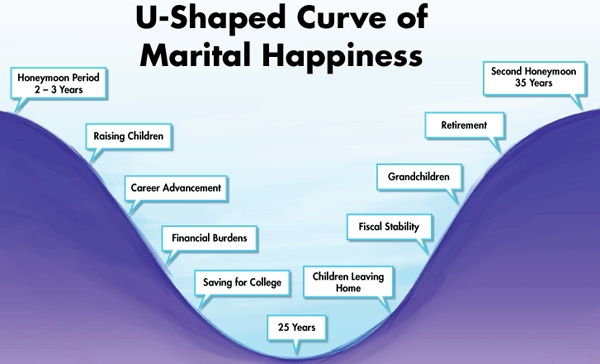 U-Shaped Curve of
Marital Happiness
Honeymoon Period
2 – 3 Years
Raising Children
Career Advancement
Financial Burdens
Saving for College
25 Years
Children Leaving
Home
Fiscal Stability
Grandchildren
Retirement
Second Honeymoon
35 Years